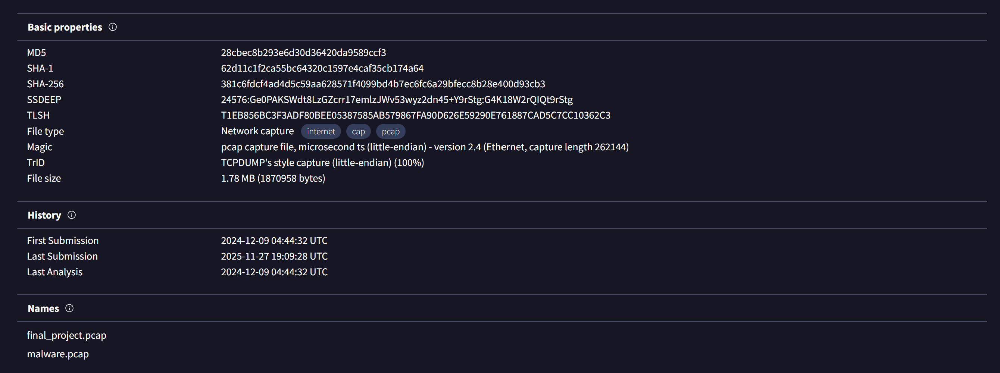 Basic properties
MD5 28cbec8b293e6d30d36420da9589ccf3
SHA-1 62d11c1f2ca55bc64320c1597e4caf35cb174a64
SHA-256 381c6fdcf4ad4d5c59aa628571f4099bd4b7ec6fc6a29bfecc8b28e400d93cb3
SSDEEP 24576:Ge0PAKSWdt8LzGZcrr17emlzJWv53wyz2dn45+Y9rStg:G4K18W2rQIQt9rStg
TLSH T1EB856BC3F3ADF80BEE05387585AB579867FA90D626E59290E761887CAD5C7CC10362C3
File type Network capture internet cap pcap
Magic pcap capture file, microsecond ts (little-endian) - version 2.4 (Ethernet, capture length 262144)
TrID TCPDUMP's style capture (little-endian) (100%)
File size 1.78 MB (1870958 bytes)
History
First Submission 2024-12-09 04:44:32 UTC
Last Submission 2025-11-27 19:09:28 UTC
Last Analysis 2024-12-09 04:44:32 UTC
Names
final_project.pcap
malware.pcap